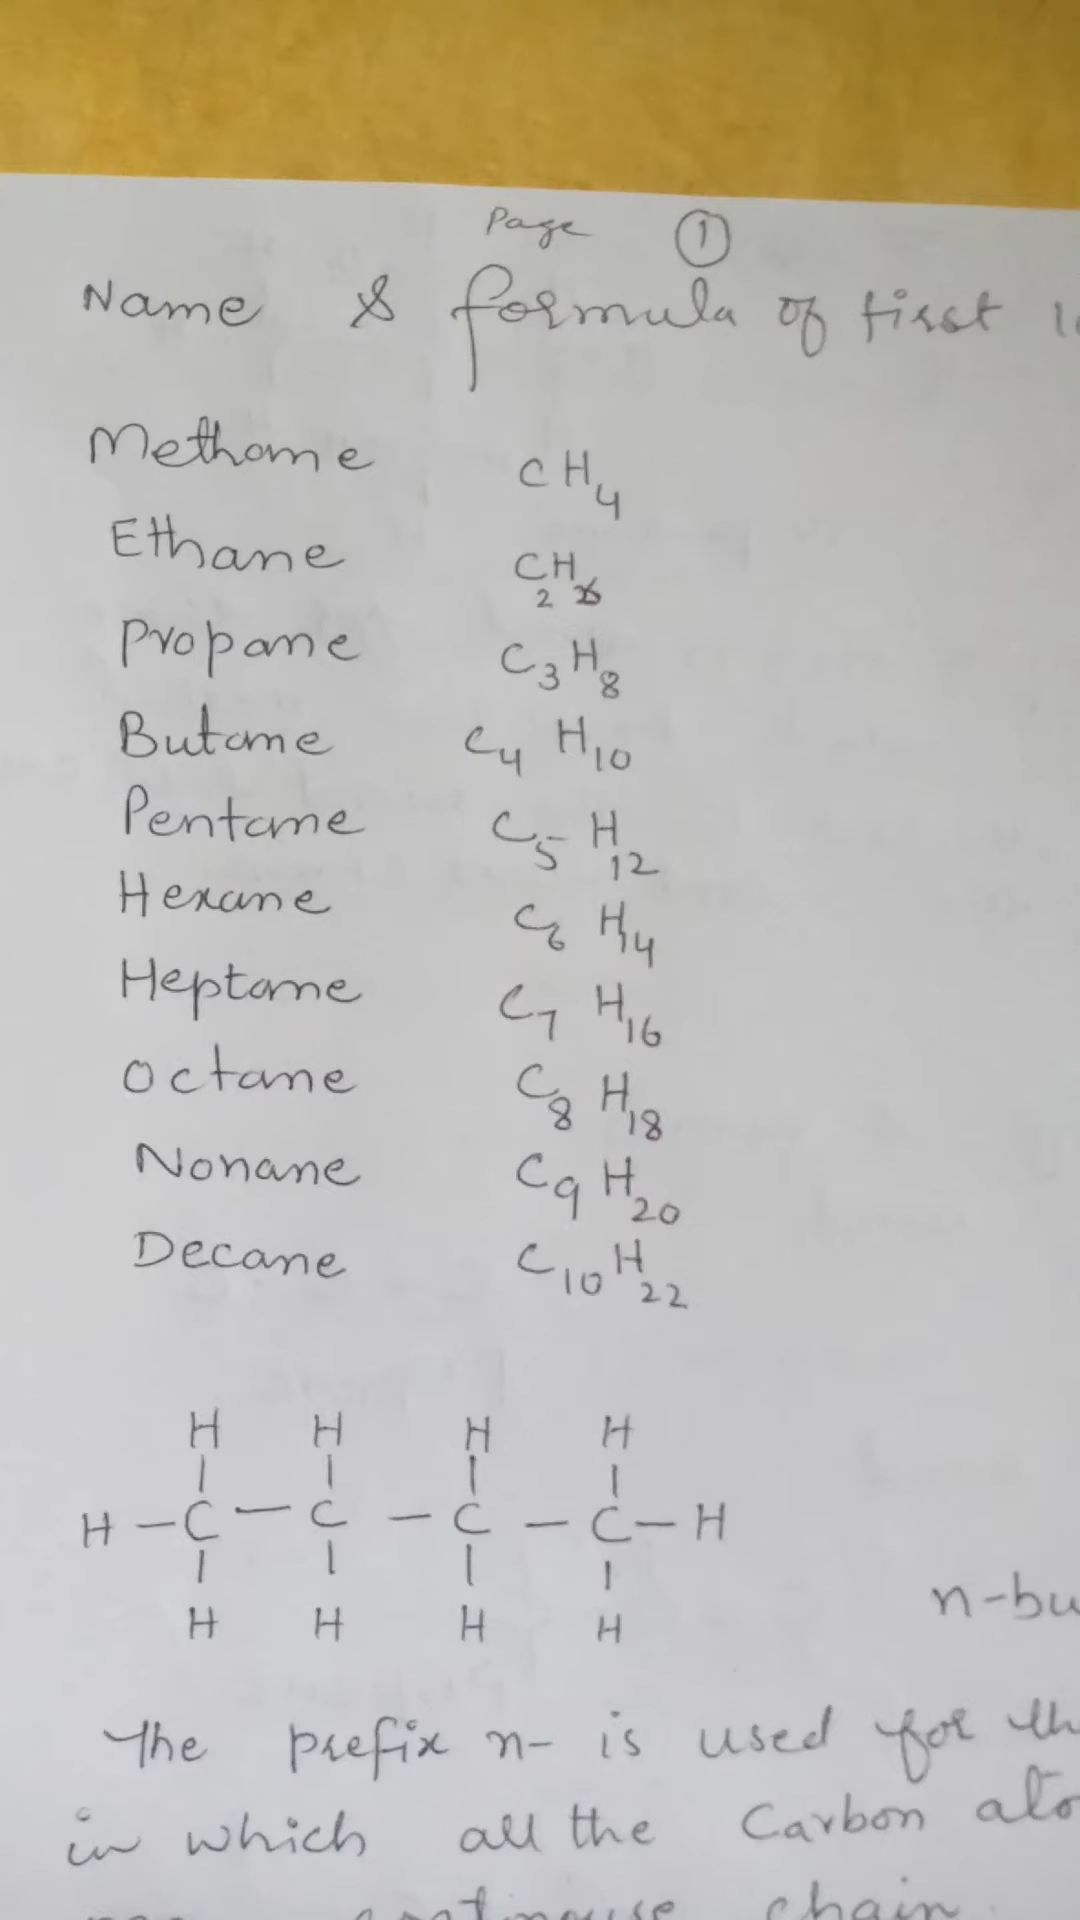 Page ①
Name & formula of first 1
Methane CH₄
Ethane C₂H₆
Propane C₃H₈
Butane C₄H₁₀
Pentane C₅H₁₂
Hexane C₆H₁₄
Heptane C₇H₁₆
Octane C₈H₁₈
Nonane C₉H₂₀
Decane C₁₀H₂₂
H H H H
H — C — C — C — C — H
H H H H
n-bu
The prefix n- is used for th
in which all the Carbon ato
chain.